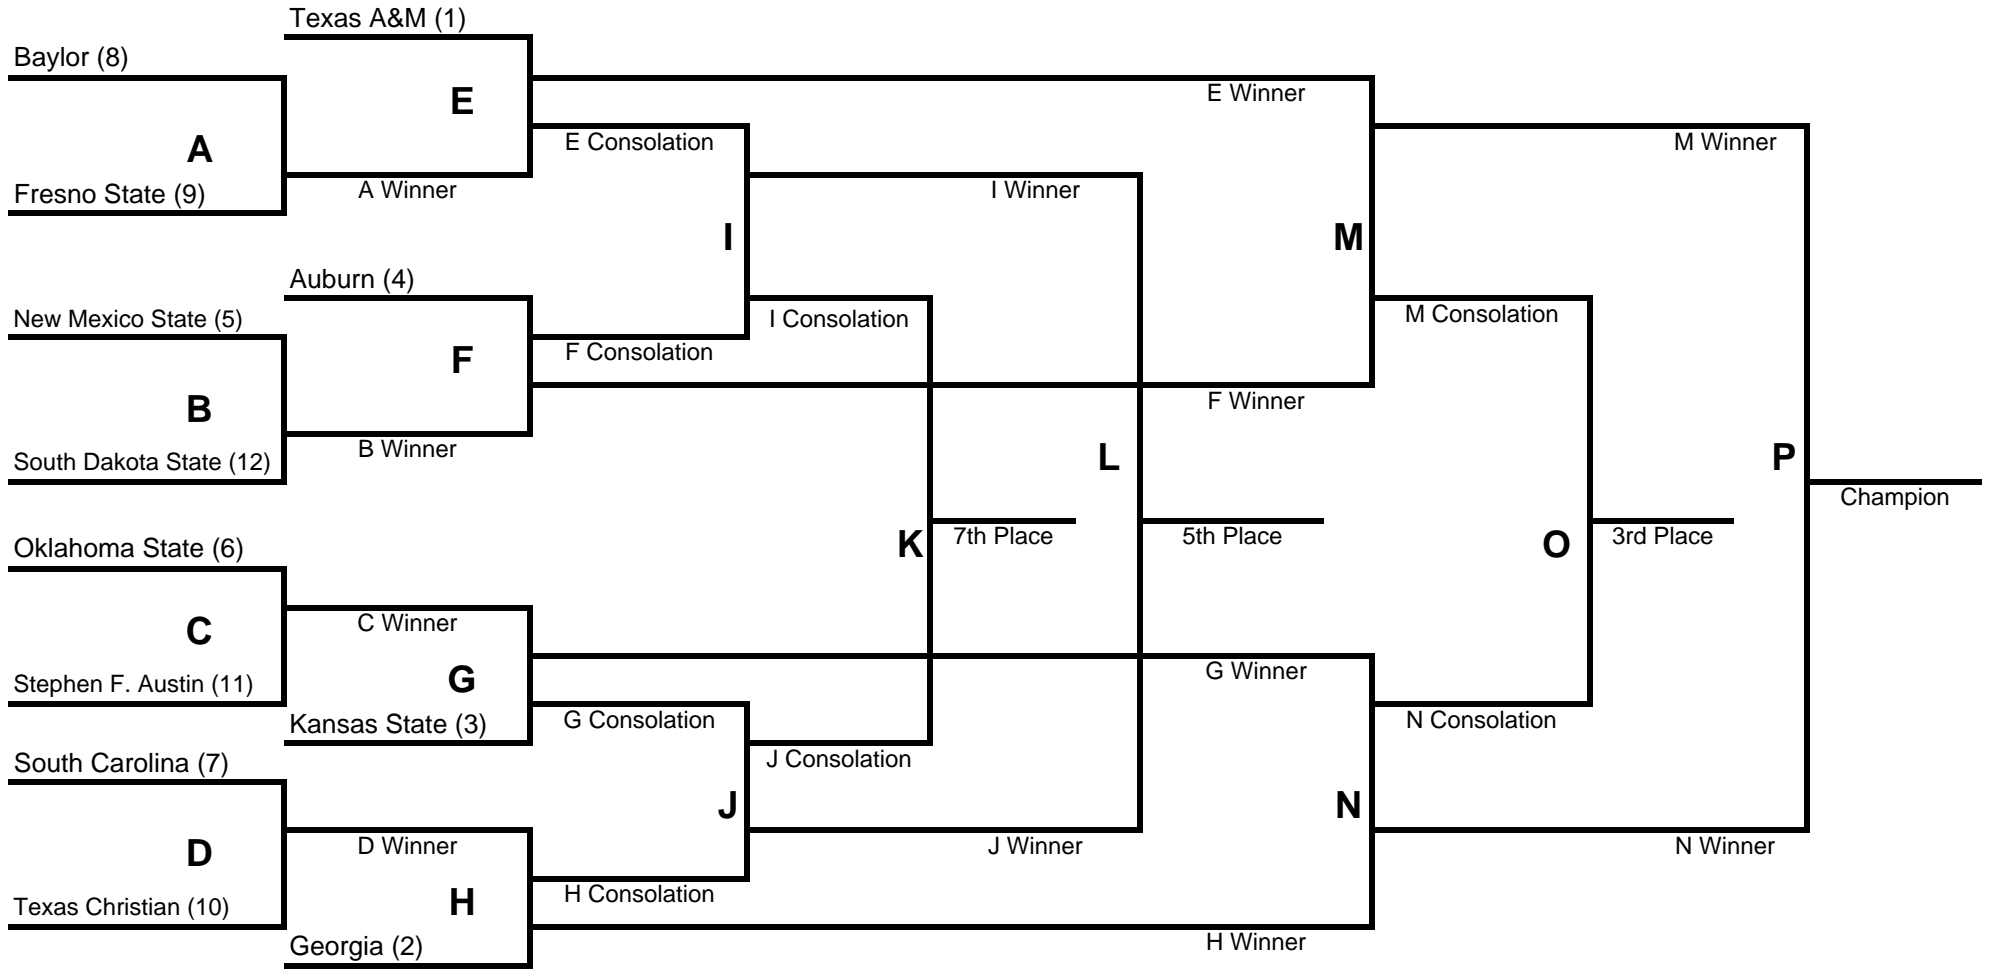 Texas A&M (1)
Baylor (8)
E
E Winner
A
E Consolation
M Winner
Fresno State (9)
A Winner
I Winner
I
M
Auburn (4)
New Mexico State (5)
I Consolation
M Consolation
F
F Consolation
B
F Winner
B Winner
South Dakota State (12)
L
P
Champion
Oklahoma State (6)
K
7th Place
5th Place
O
3rd Place
C Winner
C
G Winner
Stephen F. Austin (11)
G
Kansas State (3)
G Consolation
N Consolation
South Carolina (7)
J Consolation
J
N
D Winner
J Winner
N Winner
D
H Consolation
Texas Christian (10)
H
Georgia (2)
H Winner